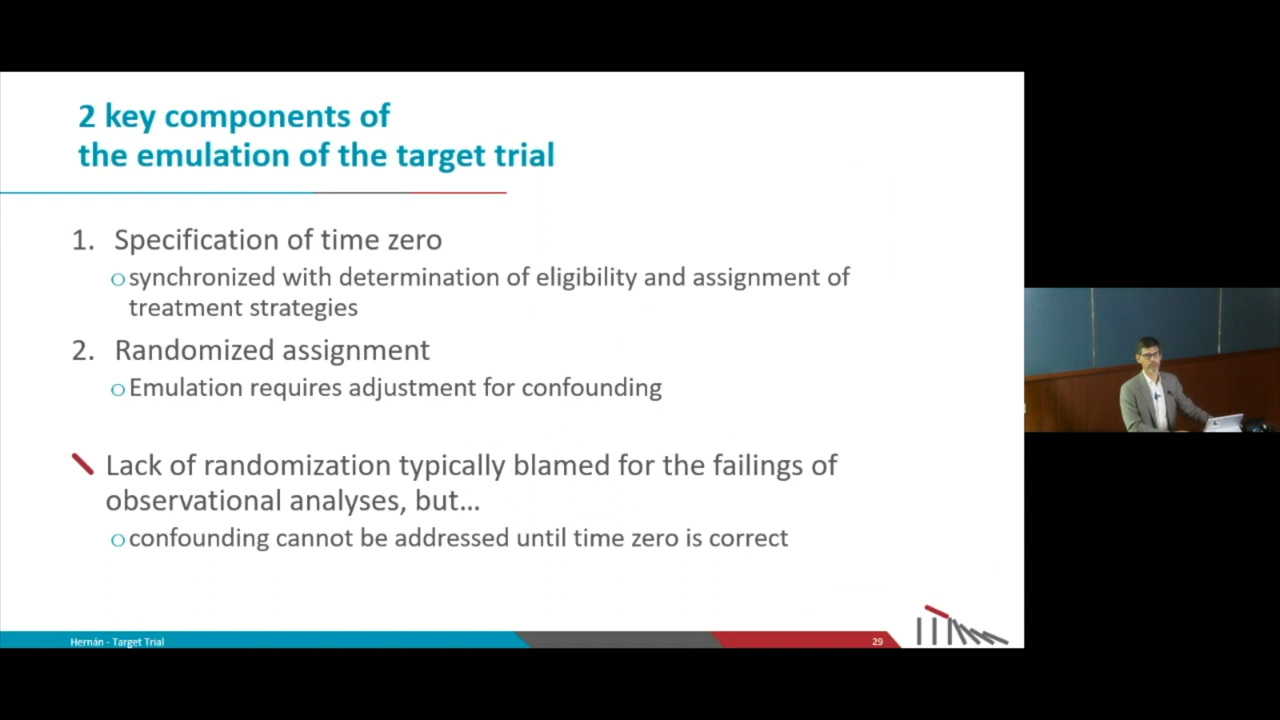 2 key components of
the emulation of the target trial
1. Specification of time zero
o synchronized with determination of eligibility and assignment of
treatment strategies
2. Randomized assignment
o Emulation requires adjustment for confounding
Lack of randomization typically blamed for the failings of
observational analyses, but...
o confounding cannot be addressed until time zero is correct
Hernán - Target Trial
29